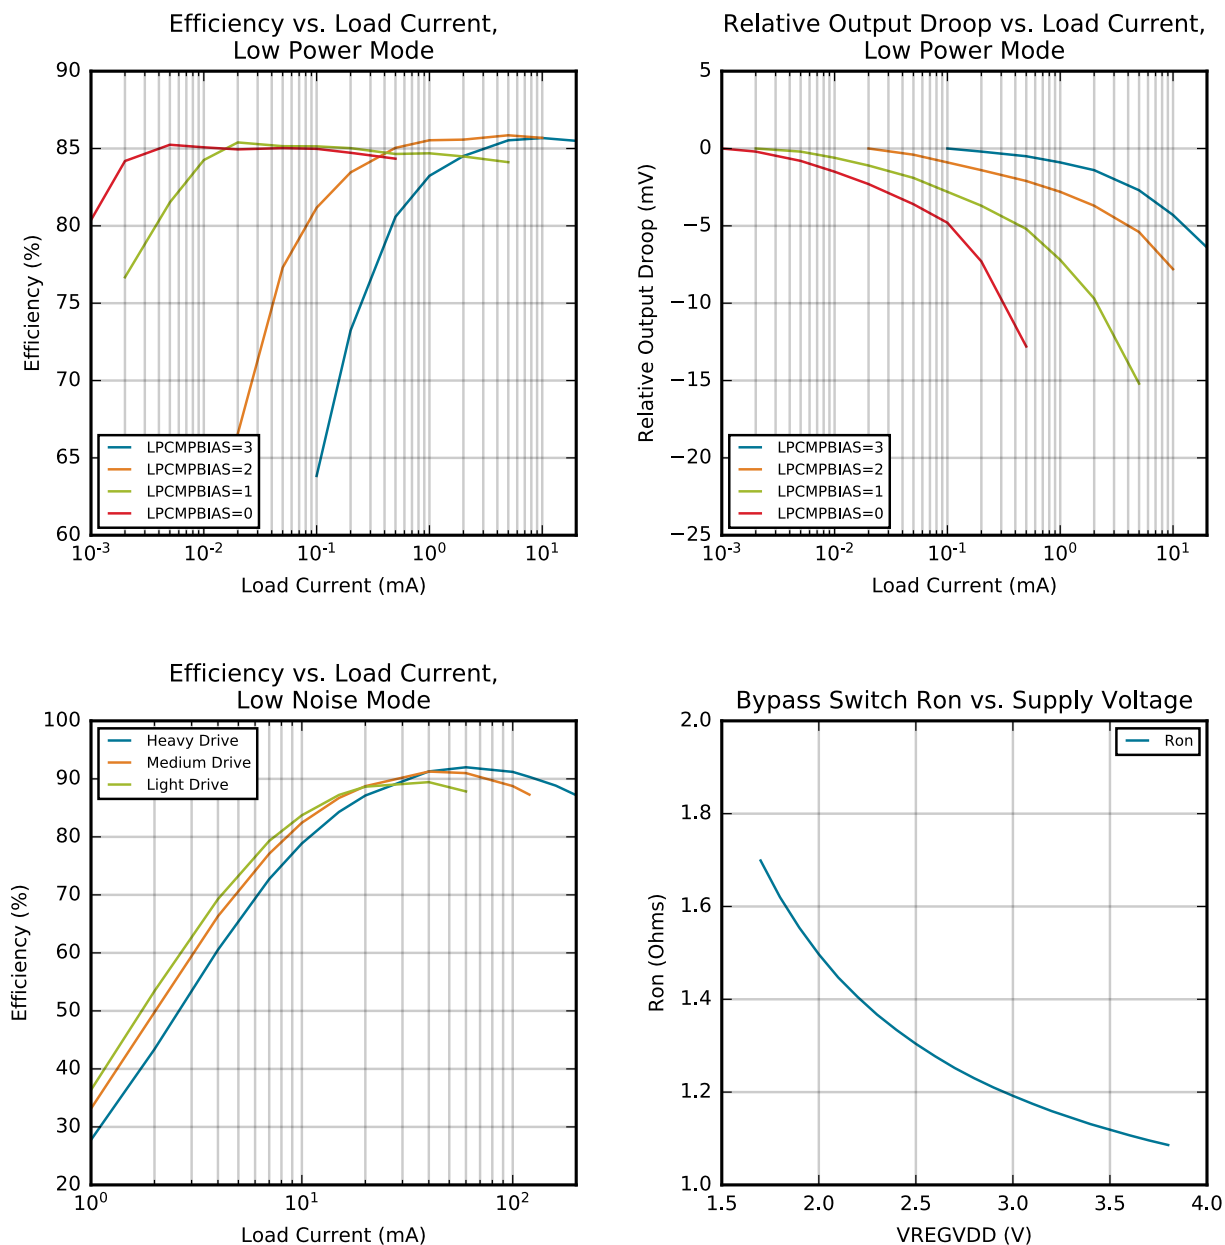 Efficiency vs. Load Current,
Low Power Mode
90
85
80
75
70
65
60
Efficiency (%)
LPCMPBIAS=3
LPCMPBIAS=2
LPCMPBIAS=1
LPCMPBIAS=0
10⁻³ 10⁻² 10⁻¹ 10⁰ 10¹
Load Current (mA)
Relative Output Droop vs. Load Current,
Low Power Mode
5
0
−5
−10
−15
−20
−25
Relative Output Droop (mV)
LPCMPBIAS=3
LPCMPBIAS=2
LPCMPBIAS=1
LPCMPBIAS=0
10⁻³ 10⁻² 10⁻¹ 10⁰ 10¹
Load Current (mA)
Efficiency vs. Load Current,
Low Noise Mode
100
90
80
70
60
50
40
30
20
Efficiency (%)
Heavy Drive
Medium Drive
Light Drive
10⁰ 10¹ 10²
Load Current (mA)
Bypass Switch Ron vs. Supply Voltage
2.0
1.8
1.6
1.4
1.2
1.0
Ron (Ohms)
Ron
1.5 2.0 2.5 3.0 3.5 4.0
VREGVDD (V)